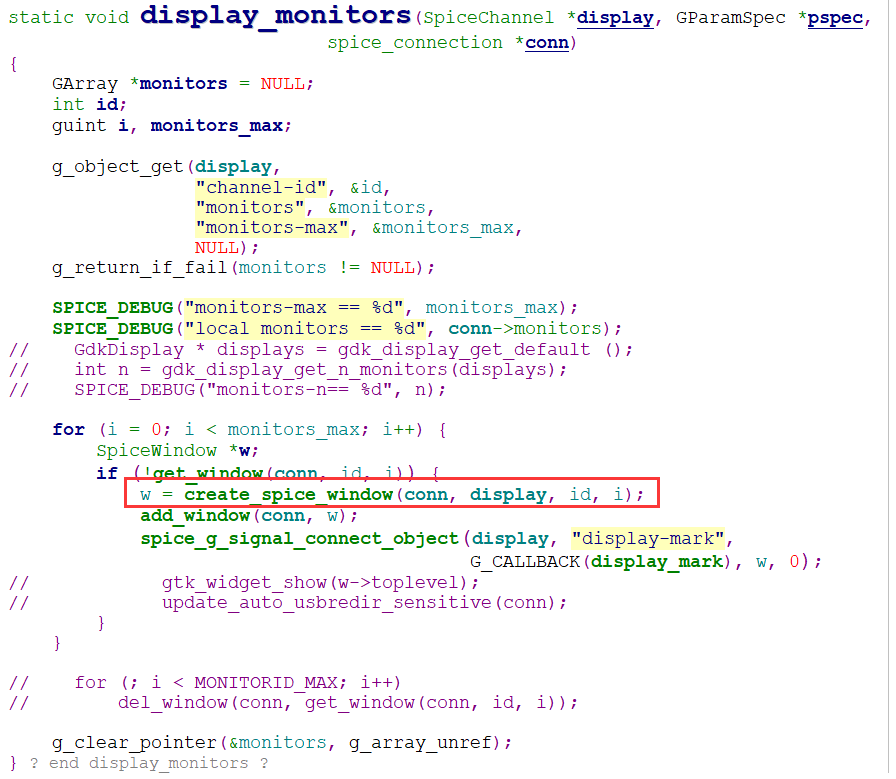 static void display_monitors(SpiceChannel *display, GParamSpec *pspec,
                             spice_connection *conn)
{
    GArray *monitors = NULL;
    int id;
    guint i, monitors_max;

    g_object_get(display,
                 "channel-id", &id,
                 "monitors", &monitors,
                 "monitors-max", &monitors_max,
                 NULL);
    g_return_if_fail(monitors != NULL);

    SPICE_DEBUG("monitors-max == %d", monitors_max);
    SPICE_DEBUG("local monitors == %d", conn->monitors);
//    GdkDisplay * displays = gdk_display_get_default ();
//    int n = gdk_display_get_n_monitors(displays);
//    SPICE_DEBUG("monitors-n== %d", n);

    for (i = 0; i < monitors_max; i++) {
        SpiceWindow *w;
        if (!get_window(conn, id, i)) {
            w = create_spice_window(conn, display, id, i);
            add_window(conn, w);
            spice_g_signal_connect_object(display, "display-mark",
                                          G_CALLBACK(display_mark), w, 0);
//            gtk_widget_show(w->toplevel);
//            update_auto_usbredir_sensitive(conn);
        }
    }

//    for (; i < MONITORID_MAX; i++)
//        del_window(conn, get_window(conn, id, i));

    g_clear_pointer(&monitors, g_array_unref);
} ? end display_monitors ?